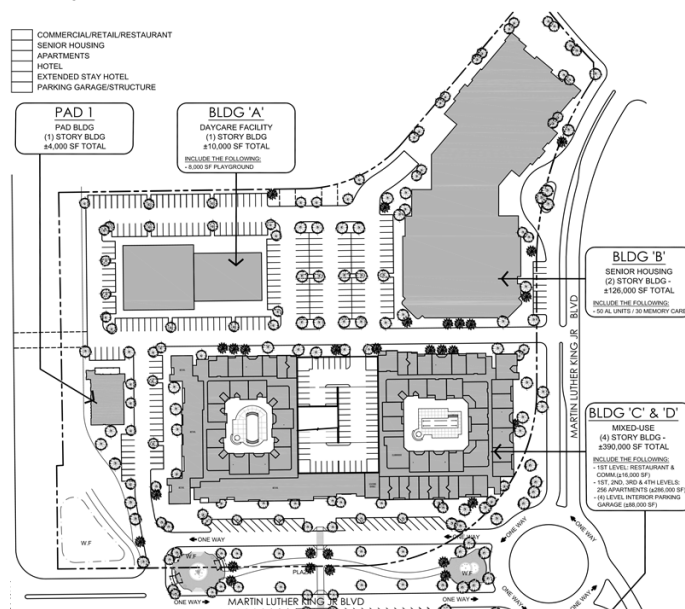 COMMERCIAL/RETAIL/RESTAURANT
SENIOR HOUSING
APARTMENTS
HOTEL
EXTENDED STAY HOTEL
PARKING GARAGE/STRUCTURE
PAD 1
PAD BLDG
(1) STORY BLDG
±4,000 SF TOTAL
BLDG 'A'
DAYCARE FACILITY
(1) STORY BLDG
±10,000 SF TOTAL
INCLUDE THE FOLLOWING:
- 6,000 SF PLAYGROUND
BLDG 'B'
SENIOR HOUSING
(2) STORY BLDG -
±126,000 SF TOTAL
INCLUDE THE FOLLOWING:
- 50 AL UNITS / 30 MEMORY CARE
MARTIN LUTHER KING JR BLVD
BLDG 'C' & 'D'
MIXED-USE
(4) STORY BLDG -
±390,000 SF TOTAL
INCLUDE THE FOLLOWING:
- 1ST LEVEL: RESTAURANT &
COMM.(±16,000 SF)
- 1ST, 2ND, 3RD & 4TH LEVELS:
256 APARTMENTS (±286,000 SF)
- (4) LEVEL INTERIOR PARKING
GARAGE (±88,000 SF)
W.F
ONE WAY
ONE WAY
ONE WAY
ONE WAY
W.F
PLAZA
W.F
ONE WAY
ONE WAY
ONE WAY
ONE WAY
MARTIN LUTHER KING JR BLVD